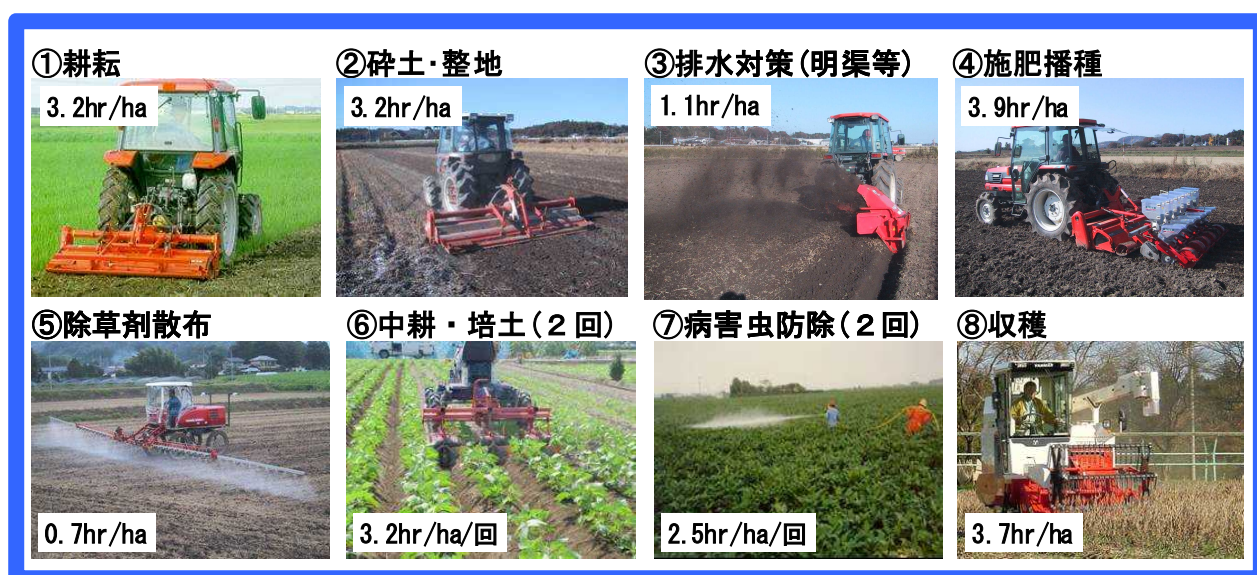 ①耕耘
3.2hr/ha
②砕土･整地
3.2hr/ha
③排水対策(明渠等)
1.1hr/ha
④施肥播種
3.9hr/ha
⑤除草剤散布
0.7hr/ha
⑥中耕・培土(２回)
3.2hr/ha/回
⑦病害虫防除(２回)
2.5hr/ha/回
⑧収穫
3.7hr/ha